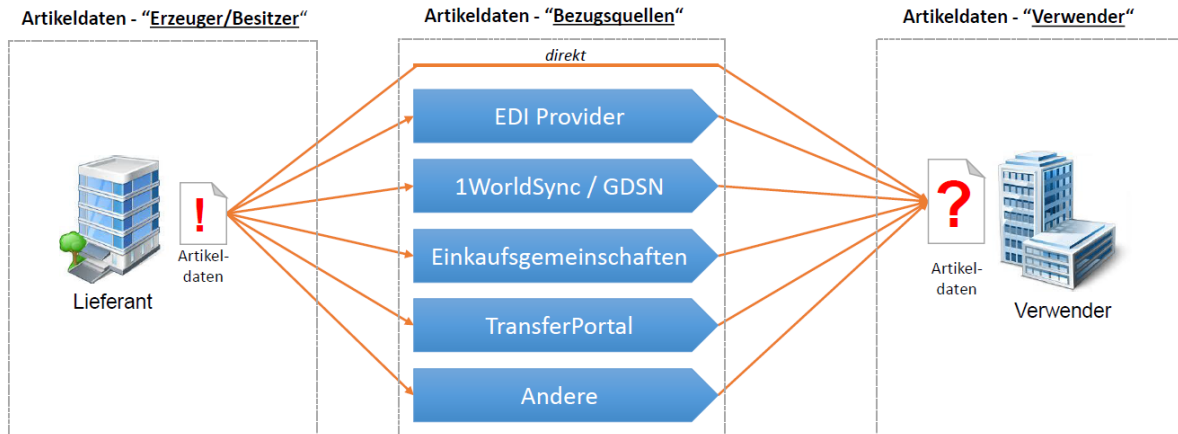 Artikeldaten - “Erzeuger/Besitzer“
Artikeldaten - “Bezugsquellen“
Artikeldaten - “Verwender“
direkt
EDI Provider
1WorldSync / GDSN
Einkaufsgemeinschaften
TransferPortal
Andere
!
Artikel-
daten
Lieferant
?
Artikel-
daten
Verwender